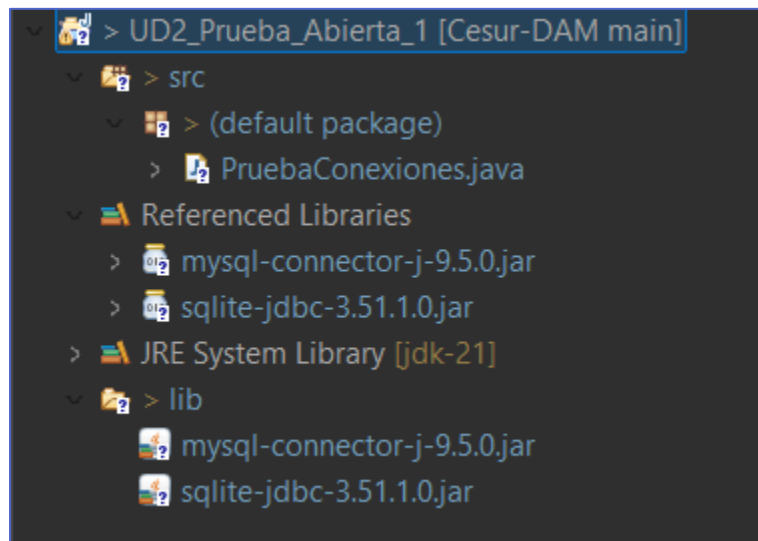 > UD2_Prueba_Abierta_1 [Cesur-DAM main]
> src
> (default package)
PruebaConexiones.java
Referenced Libraries
mysql-connector-j-9.5.0.jar
sqlite-jdbc-3.51.1.0.jar
JRE System Library [jdk-21]
> lib
mysql-connector-j-9.5.0.jar
sqlite-jdbc-3.51.1.0.jar